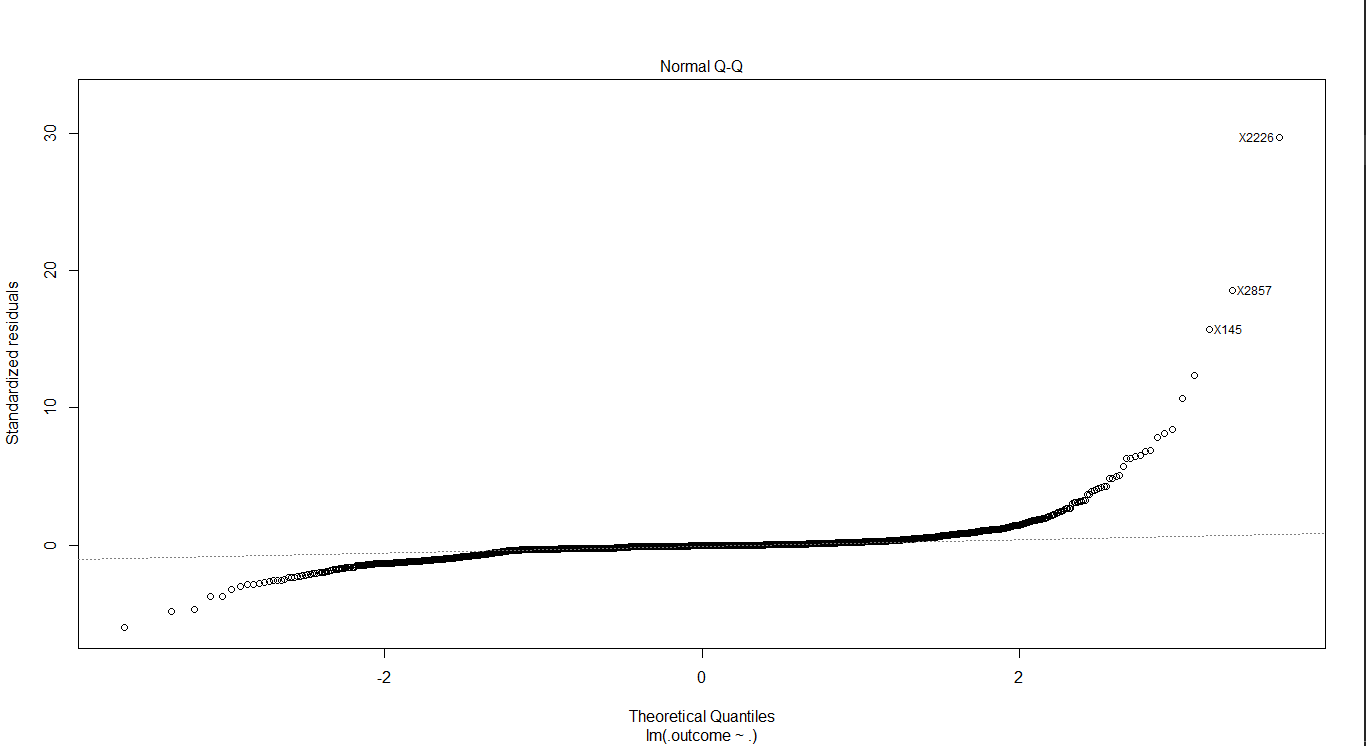 Normal Q-Q
30
20
10
0
Standardized residuals
X2226
X2857
X145
-2
0
2
Theoretical Quantiles
lm(.outcome ~ .)